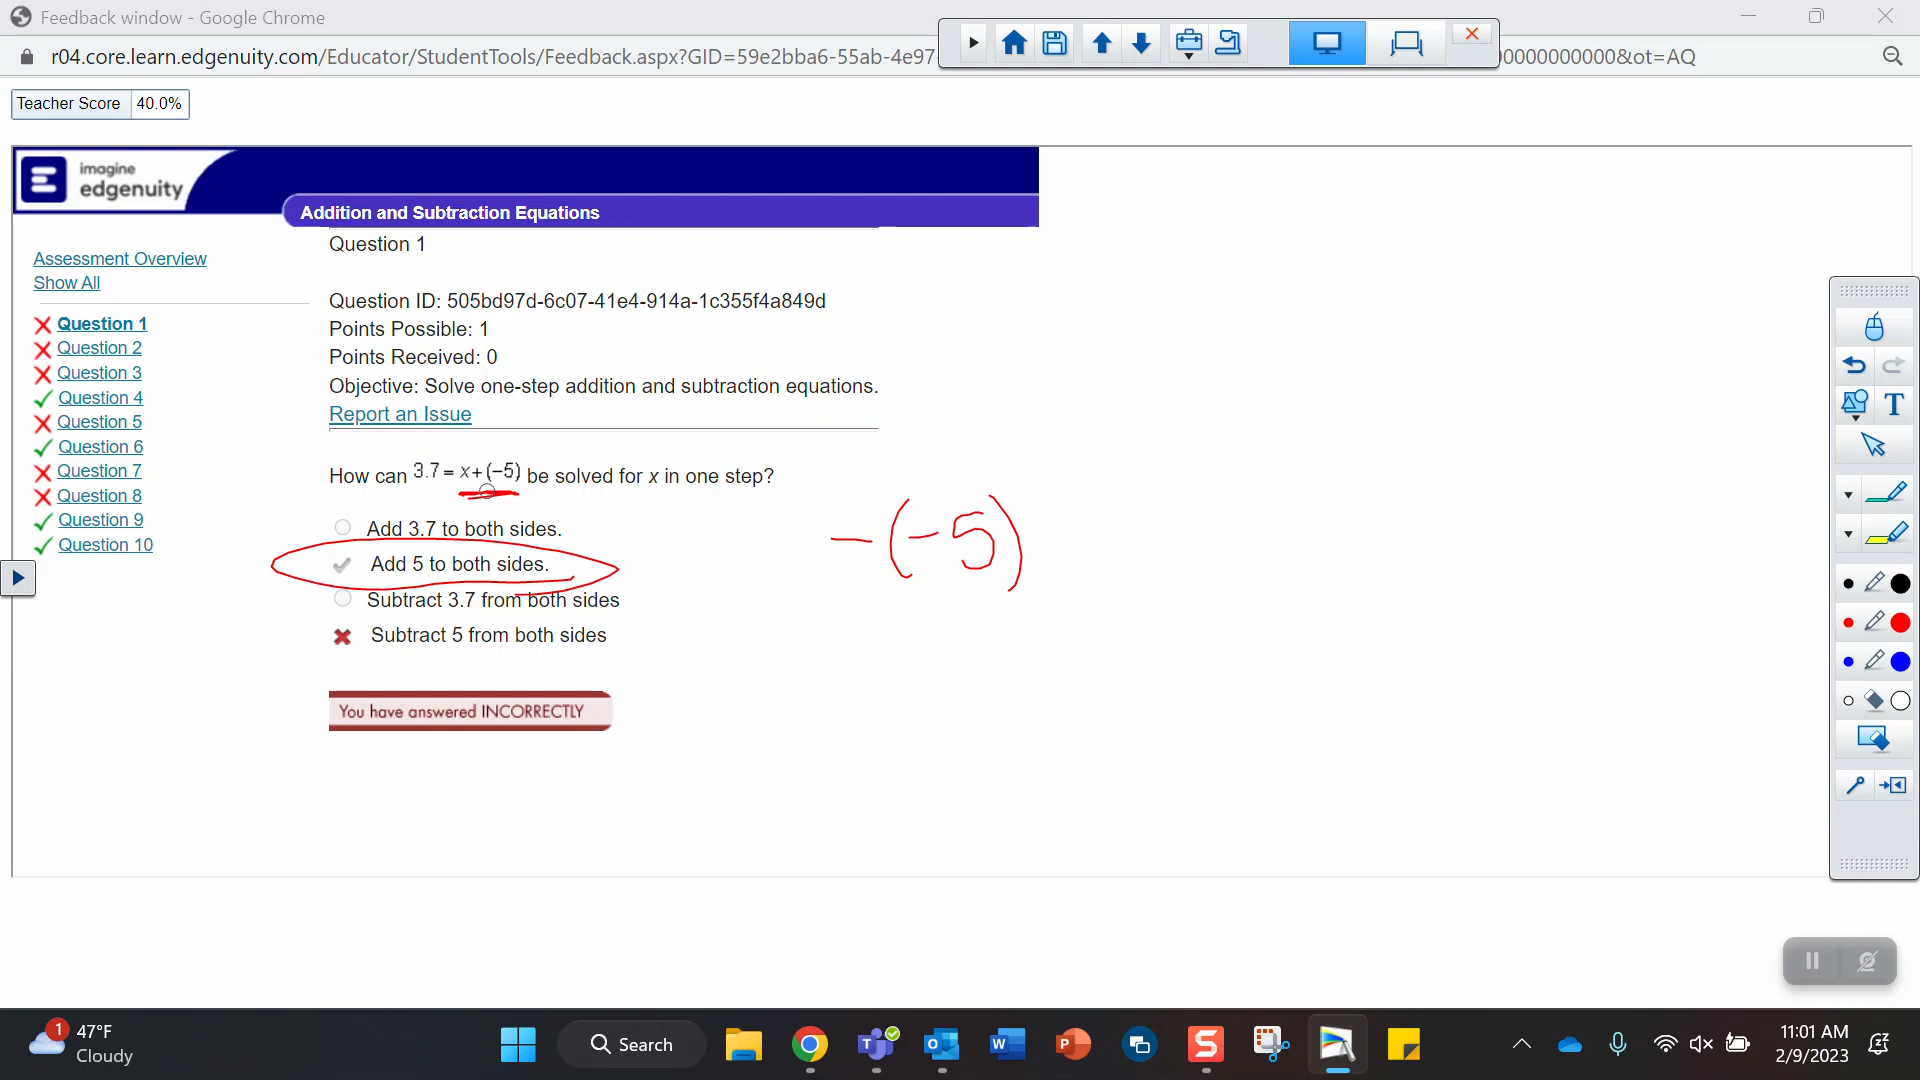 Feedback window - Google Chrome
r04.core.learn.edgenuity.com/Educator/StudentTools/Feedback.aspx?GID=59e2bba6-55ab-4e97- 00000000000&ot=AQ
Teacher Score 40.0%
imagine
edgenuity
Addition and Subtraction Equations
Question 1
Assessment Overview
Show All
Question 1
Question 2
Question 3
Question 4
Question 5
Question 6
Question 7
Question 8
Question 9
Question 10
Question ID: 505bd97d-6c07-41e4-914a-1c355f4a849d
Points Possible: 1
Points Received: 0
Objective: Solve one-step addition and subtraction equations.
Report an Issue
How can 3.7 = x+(−5) be solved for x in one step?
Add 3.7 to both sides.
Add 5 to both sides.
Subtract 3.7 from both sides
Subtract 5 from both sides
−(−5)
You have answered INCORRECTLY
T
1
47°F
Cloudy
Search
T
O
W
P
S
11:01 AM
2/9/2023